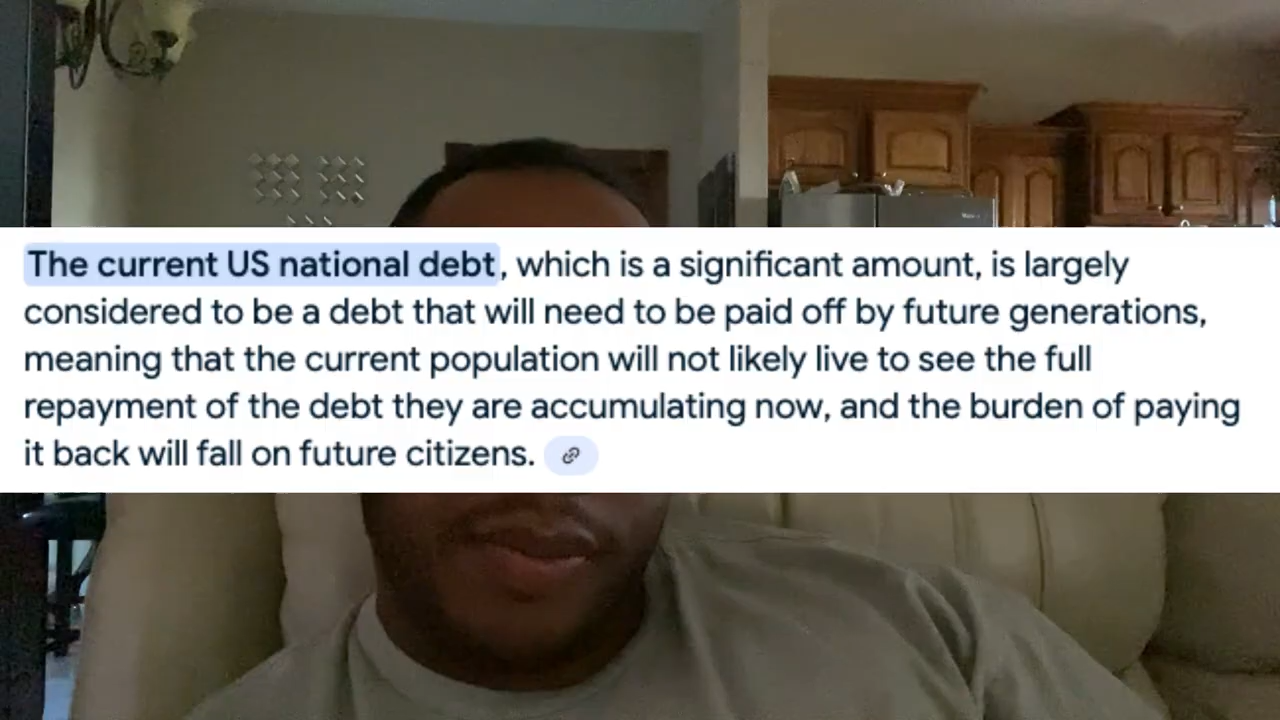 The current US national debt, which is a significant amount, is largely
considered to be a debt that will need to be paid off by future generations,
meaning that the current population will not likely live to see the full
repayment of the debt they are accumulating now, and the burden of paying
it back will fall on future citizens.